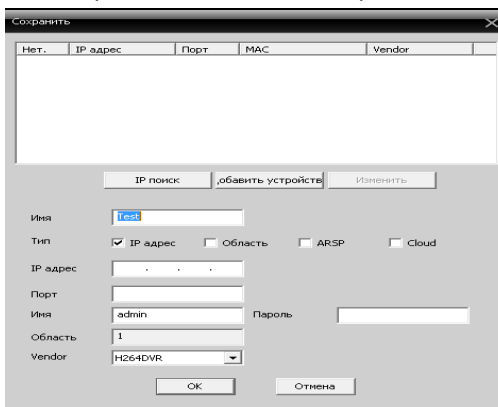 Сохранить
Нет. IP адрес Порт MAC Vendor
IP поиск ,обавить устройств Изменить
Имя Test
Тип IP адрес Область ARSP Cloud
IP адрес . . .
Порт
Имя admin Пароль
Область 1
Vendor H264DVR
OK Отмена